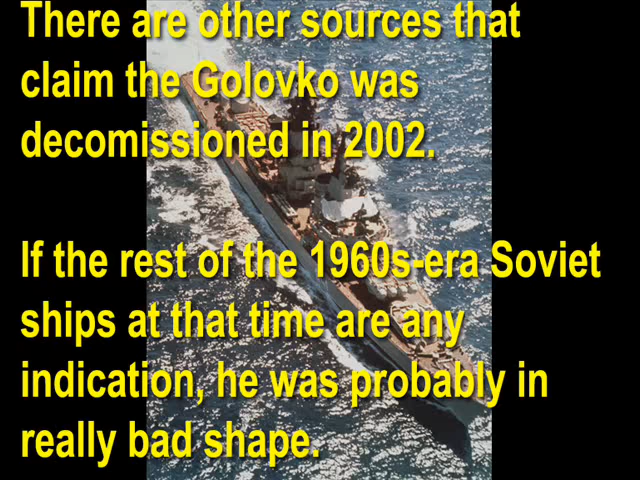 There are other sources that
claim the Golovko was
decomissioned in 2002.
If the rest of the 1960s-era Soviet
ships at that time are any
indication, he was probably in
really bad shape.